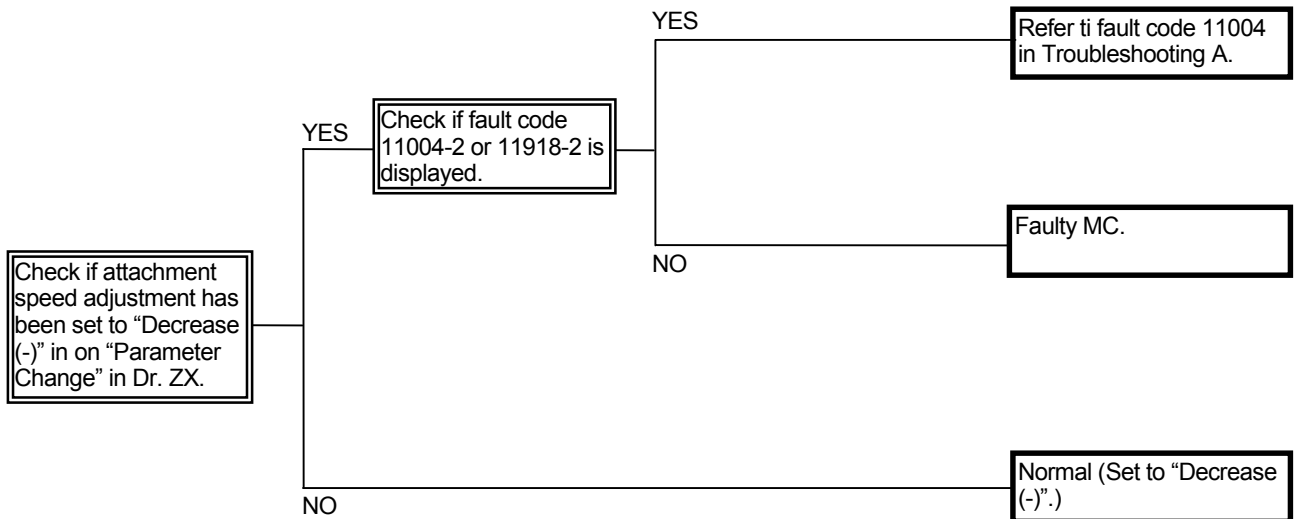 YES
Refer ti fault code 11004
in Troubleshooting A.
YES
Check if fault code
11004-2 or 11918-2 is
displayed.
Faulty MC.
NO
Check if attachment
speed adjustment has
been set to “Decrease
(-)” in on “Parameter
Change” in Dr. ZX.
Normal (Set to “Decrease
(-)”.)
NO